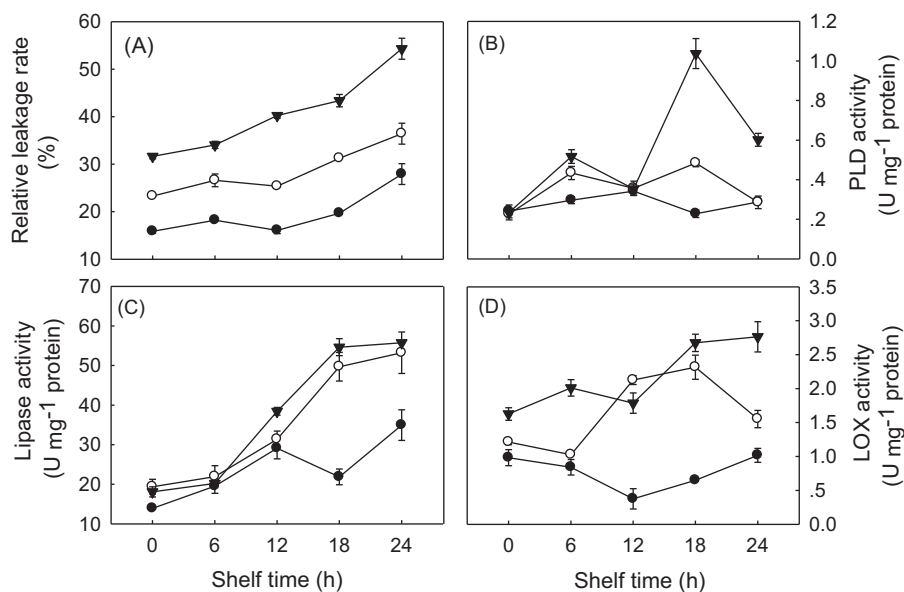 Relative leakage rate
(%)
60
50
40
30
20
10
(A)
(B)
1.2
1.0
.8
.6
.4
.2
0.0
PLD activity
(U mg⁻¹ protein)
Lipase activity
(U mg⁻¹ protein)
70
60
50
40
30
20
10
(C)
(D)
3.5
3.0
2.5
2.0
1.5
1.0
.5
0.0
LOX activity
(U mg⁻¹ protein)
0 6 12 18 24
0 6 12 18 24
Shelf time (h)
Shelf time (h)